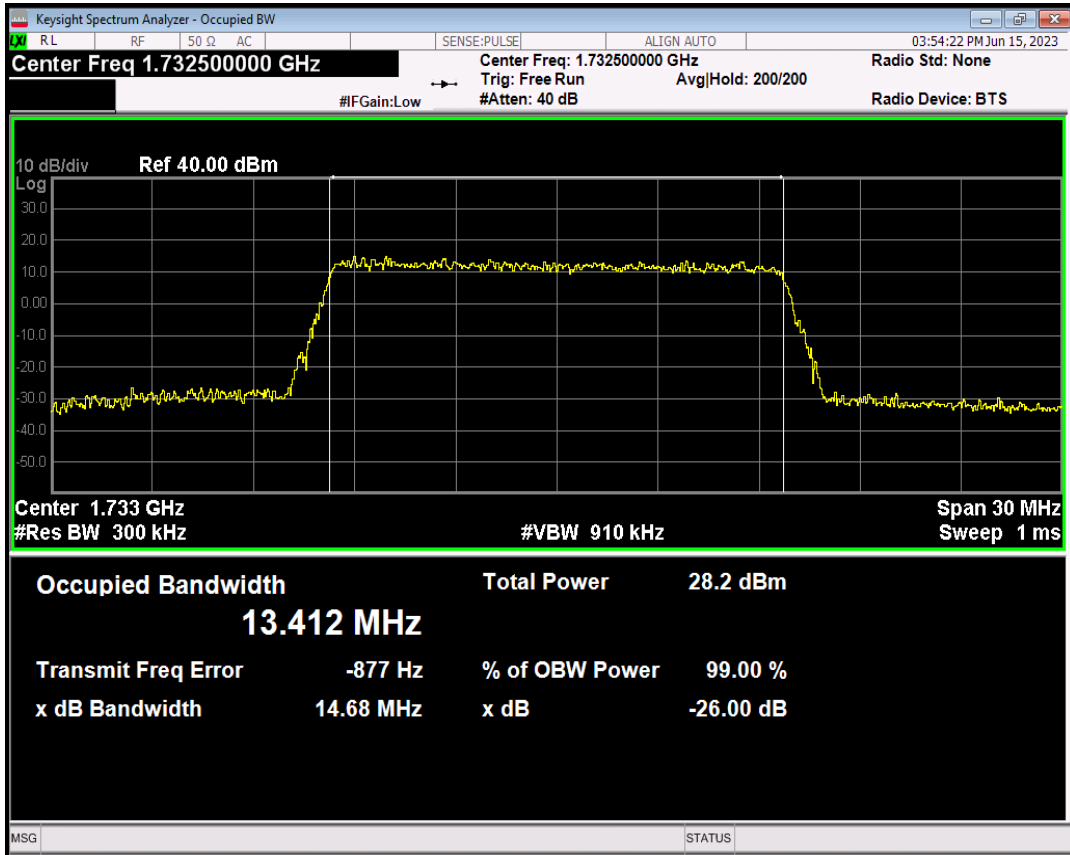 Keysight Spectrum Analyzer - Occupied BW
LXI RL RF 50 Ω AC SENSE:PULSE ALIGN AUTO 03:54:22 PM Jun 15, 2023
Center Freq 1.732500000 GHz Center Freq: 1.732500000 GHz Radio Std: None
Trig: Free Run Avg|Hold: 200/200
#IFGain:Low #Atten: 40 dB Radio Device: BTS
10 dB/div Ref 40.00 dBm
Log
30.0
20.0
10.0
0.00
-10.0
-20.0
-30.0
-40.0
-50.0
Center 1.733 GHz Span 30 MHz
#Res BW 300 kHz #VBW 910 kHz Sweep 1 ms
Occupied Bandwidth Total Power 28.2 dBm
13.412 MHz
Transmit Freq Error -877 Hz % of OBW Power 99.00 %
x dB Bandwidth 14.68 MHz x dB -26.00 dB
MSG STATUS